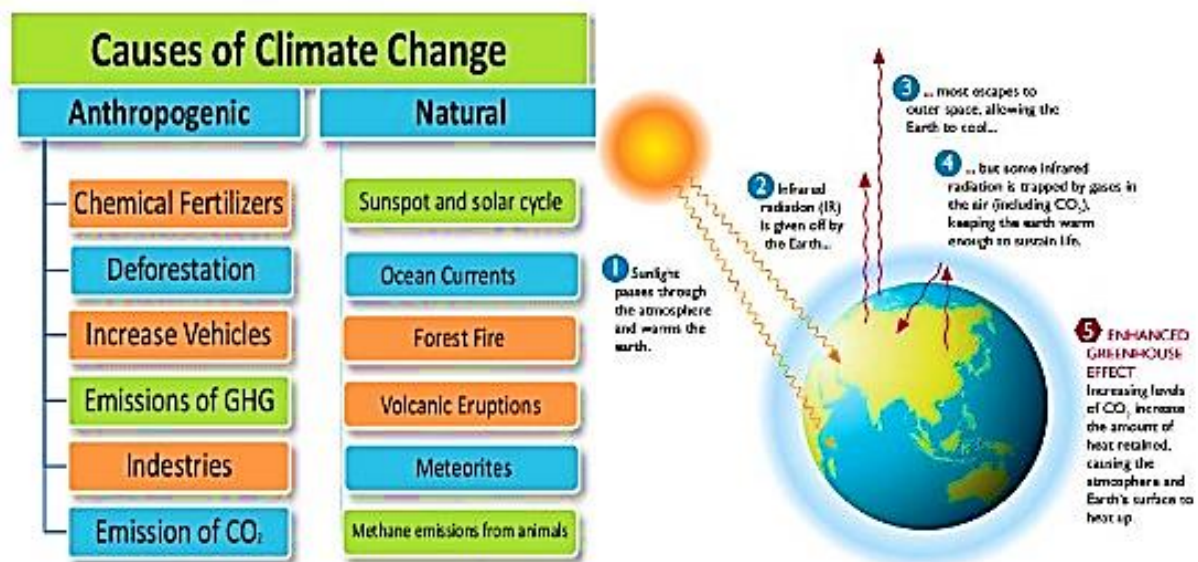 Causes of Climate Change
Anthropogenic
Natural
Chemical Fertilizers
Deforestation
Increase Vehicles
Emissions of GHG
Indestries
Emission of CO₂
Sunspot and solar cycle
Ocean Currents
Forest Fire
Volcanic Eruptions
Meteorites
Methane emissions from animals
1 Sunlight
passes through
the atmosphere
and warms the
earth.
2 Infrared
radiation (IR)
is given off by
the Earth...
3 ... most escapes to
outer space, allowing the
Earth to cool...
4 ... but some infrared
radiation is trapped by gases in
the air (including CO₂),
keeping the earth warm
enough to sustain life.
5 ENHANCED
GREENHOUSE
EFFECT
Increasing levels
of CO₂ increase
the amount of
heat retained,
causing the
atmosphere and
Earth's surface to
heat up